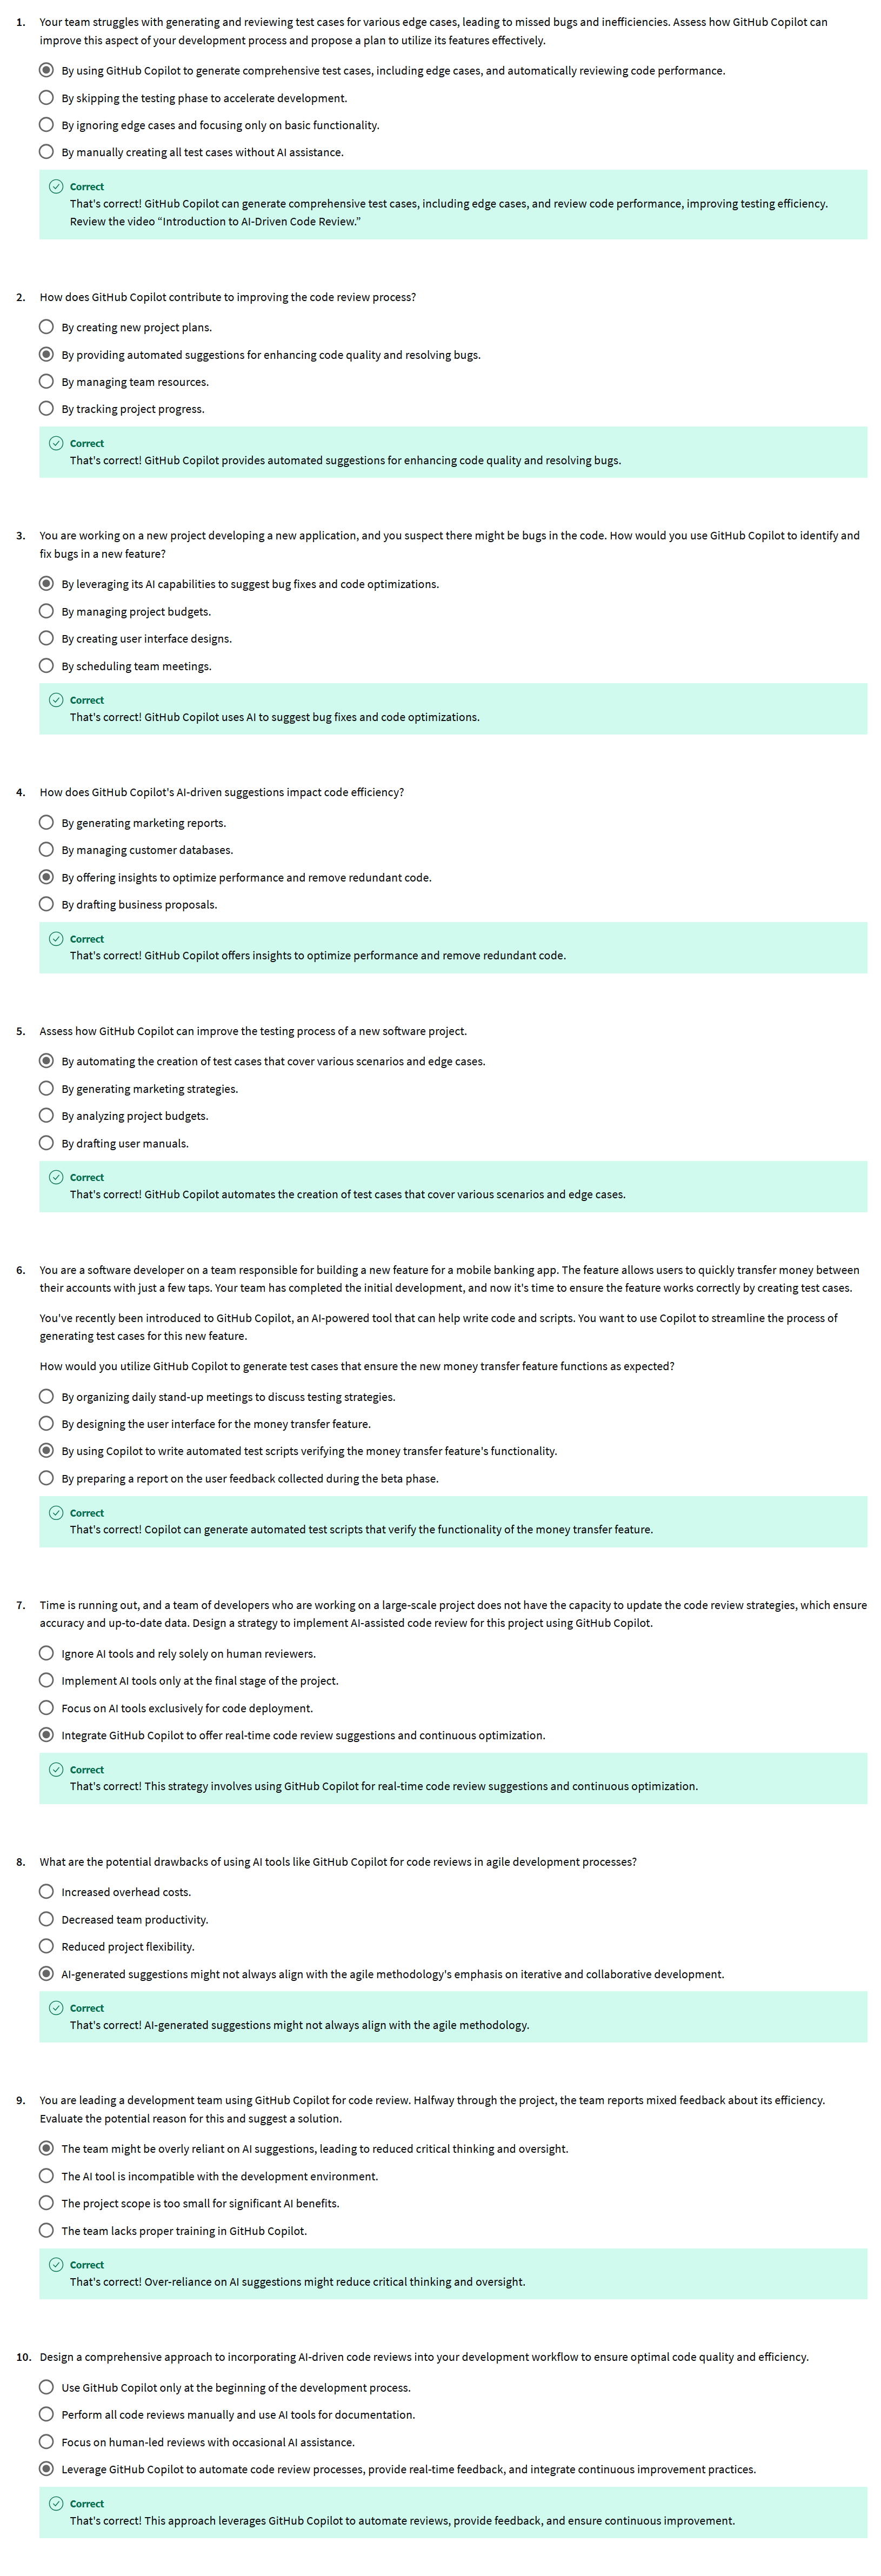 1. Your team struggles with generating and reviewing test cases for various edge cases, leading to missed bugs and inefficiencies. Assess how GitHub Copilot can
improve this aspect of your development process and propose a plan to utilize its features effectively.
By using GitHub Copilot to generate comprehensive test cases, including edge cases, and automatically reviewing code performance.
By skipping the testing phase to accelerate development.
By ignoring edge cases and focusing only on basic functionality.
By manually creating all test cases without AI assistance.
Correct
That's correct! GitHub Copilot can generate comprehensive test cases, including edge cases, and review code performance, improving testing efficiency.
Review the video “Introduction to AI-Driven Code Review.”
2. How does GitHub Copilot contribute to improving the code review process?
By creating new project plans.
By providing automated suggestions for enhancing code quality and resolving bugs.
By managing team resources.
By tracking project progress.
Correct
That's correct! GitHub Copilot provides automated suggestions for enhancing code quality and resolving bugs.
3. You are working on a new project developing a new application, and you suspect there might be bugs in the code. How would you use GitHub Copilot to identify and
fix bugs in a new feature?
By leveraging its AI capabilities to suggest bug fixes and code optimizations.
By managing project budgets.
By creating user interface designs.
By scheduling team meetings.
Correct
That's correct! GitHub Copilot uses AI to suggest bug fixes and code optimizations.
4. How does GitHub Copilot's AI-driven suggestions impact code efficiency?
By generating marketing reports.
By managing customer databases.
By offering insights to optimize performance and remove redundant code.
By drafting business proposals.
Correct
That's correct! GitHub Copilot offers insights to optimize performance and remove redundant code.
5. Assess how GitHub Copilot can improve the testing process of a new software project.
By automating the creation of test cases that cover various scenarios and edge cases.
By generating marketing strategies.
By analyzing project budgets.
By drafting user manuals.
Correct
That's correct! GitHub Copilot automates the creation of test cases that cover various scenarios and edge cases.
6. You are a software developer on a team responsible for building a new feature for a mobile banking app. The feature allows users to quickly transfer money between
their accounts with just a few taps. Your team has completed the initial development, and now it's time to ensure the feature works correctly by creating test cases.
You've recently been introduced to GitHub Copilot, an AI-powered tool that can help write code and scripts. You want to use Copilot to streamline the process of
generating test cases for this new feature.
How would you utilize GitHub Copilot to generate test cases that ensure the new money transfer feature functions as expected?
By organizing daily stand-up meetings to discuss testing strategies.
By designing the user interface for the money transfer feature.
By using Copilot to write automated test scripts verifying the money transfer feature's functionality.
By preparing a report on the user feedback collected during the beta phase.
Correct
That's correct! Copilot can generate automated test scripts that verify the functionality of the money transfer feature.
7. Time is running out, and a team of developers who are working on a large-scale project does not have the capacity to update the code review strategies, which ensure
accuracy and up-to-date data. Design a strategy to implement AI-assisted code review for this project using GitHub Copilot.
Ignore AI tools and rely solely on human reviewers.
Implement AI tools only at the final stage of the project.
Focus on AI tools exclusively for code deployment.
Integrate GitHub Copilot to offer real-time code review suggestions and continuous optimization.
Correct
That's correct! This strategy involves using GitHub Copilot for real-time code review suggestions and continuous optimization.
8. What are the potential drawbacks of using AI tools like GitHub Copilot for code reviews in agile development processes?
Increased overhead costs.
Decreased team productivity.
Reduced project flexibility.
AI-generated suggestions might not always align with the agile methodology's emphasis on iterative and collaborative development.
Correct
That's correct! AI-generated suggestions might not always align with the agile methodology.
9. You are leading a development team using GitHub Copilot for code review. Halfway through the project, the team reports mixed feedback about its efficiency.
Evaluate the potential reason for this and suggest a solution.
The team might be overly reliant on AI suggestions, leading to reduced critical thinking and oversight.
The AI tool is incompatible with the development environment.
The project scope is too small for significant AI benefits.
The team lacks proper training in GitHub Copilot.
Correct
That's correct! Over-reliance on AI suggestions might reduce critical thinking and oversight.
10. Design a comprehensive approach to incorporating AI-driven code reviews into your development workflow to ensure optimal code quality and efficiency.
Use GitHub Copilot only at the beginning of the development process.
Perform all code reviews manually and use AI tools for documentation.
Focus on human-led reviews with occasional AI assistance.
Leverage GitHub Copilot to automate code review processes, provide real-time feedback, and integrate continuous improvement practices.
Correct
That's correct! This approach leverages GitHub Copilot to automate reviews, provide feedback, and ensure continuous improvement.